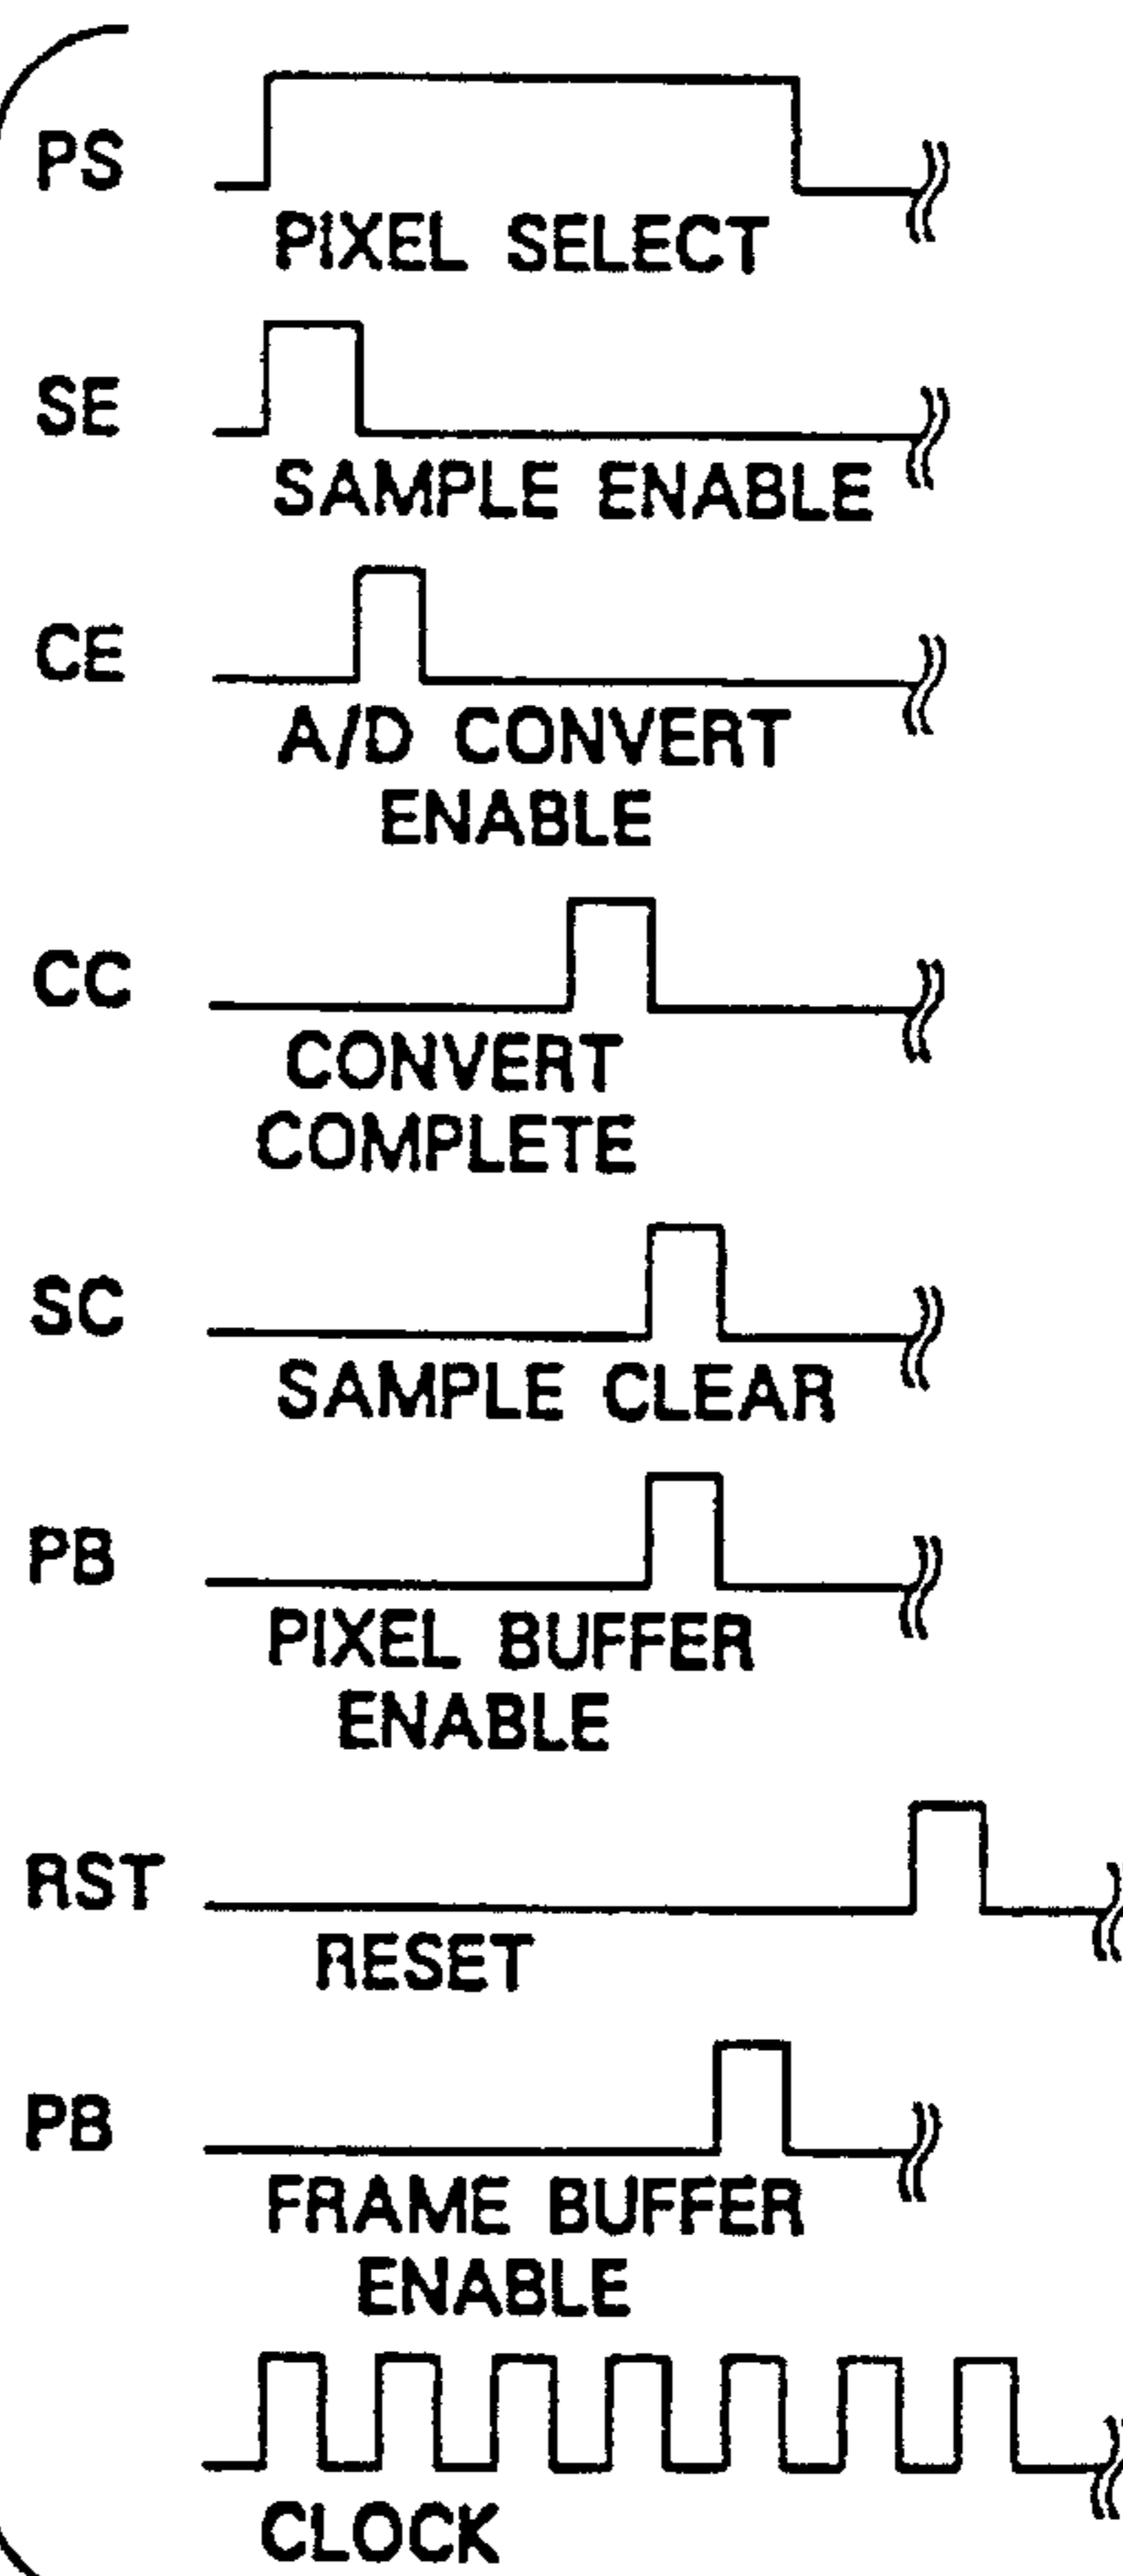 PS
PIXEL SELECT
SE
SAMPLE ENABLE
CE
A/D CONVERT
ENABLE
CC
CONVERT
COMPLETE
SC
SAMPLE CLEAR
PB
PIXEL BUFFER
ENABLE
RST
RESET
PB
FRAME BUFFER
ENABLE
CLOCK